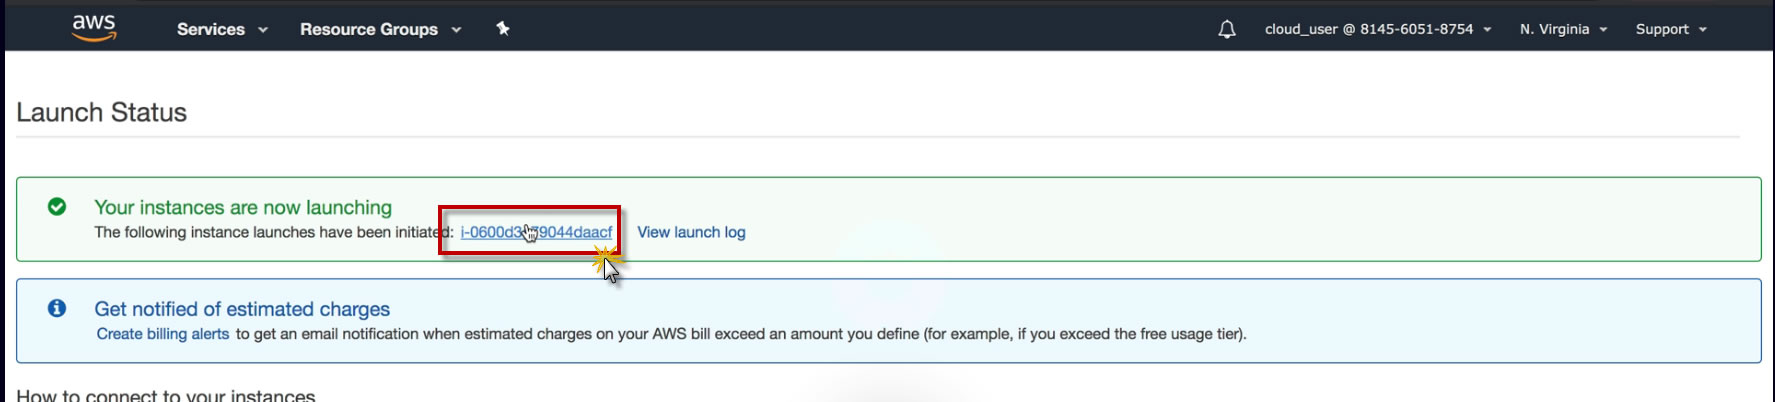 aws Services Resource Groups cloud_user @ 8145-6051-8754 N. Virginia Support
Launch Status
Your instances are now launching
The following instance launches have been initiated: View launch log
Get notified of estimated charges
Create billing alerts to get an email notification when estimated charges on your AWS bill exceed an amount you define (for example, if you exceed the free usage tier).
How to connect to your instances